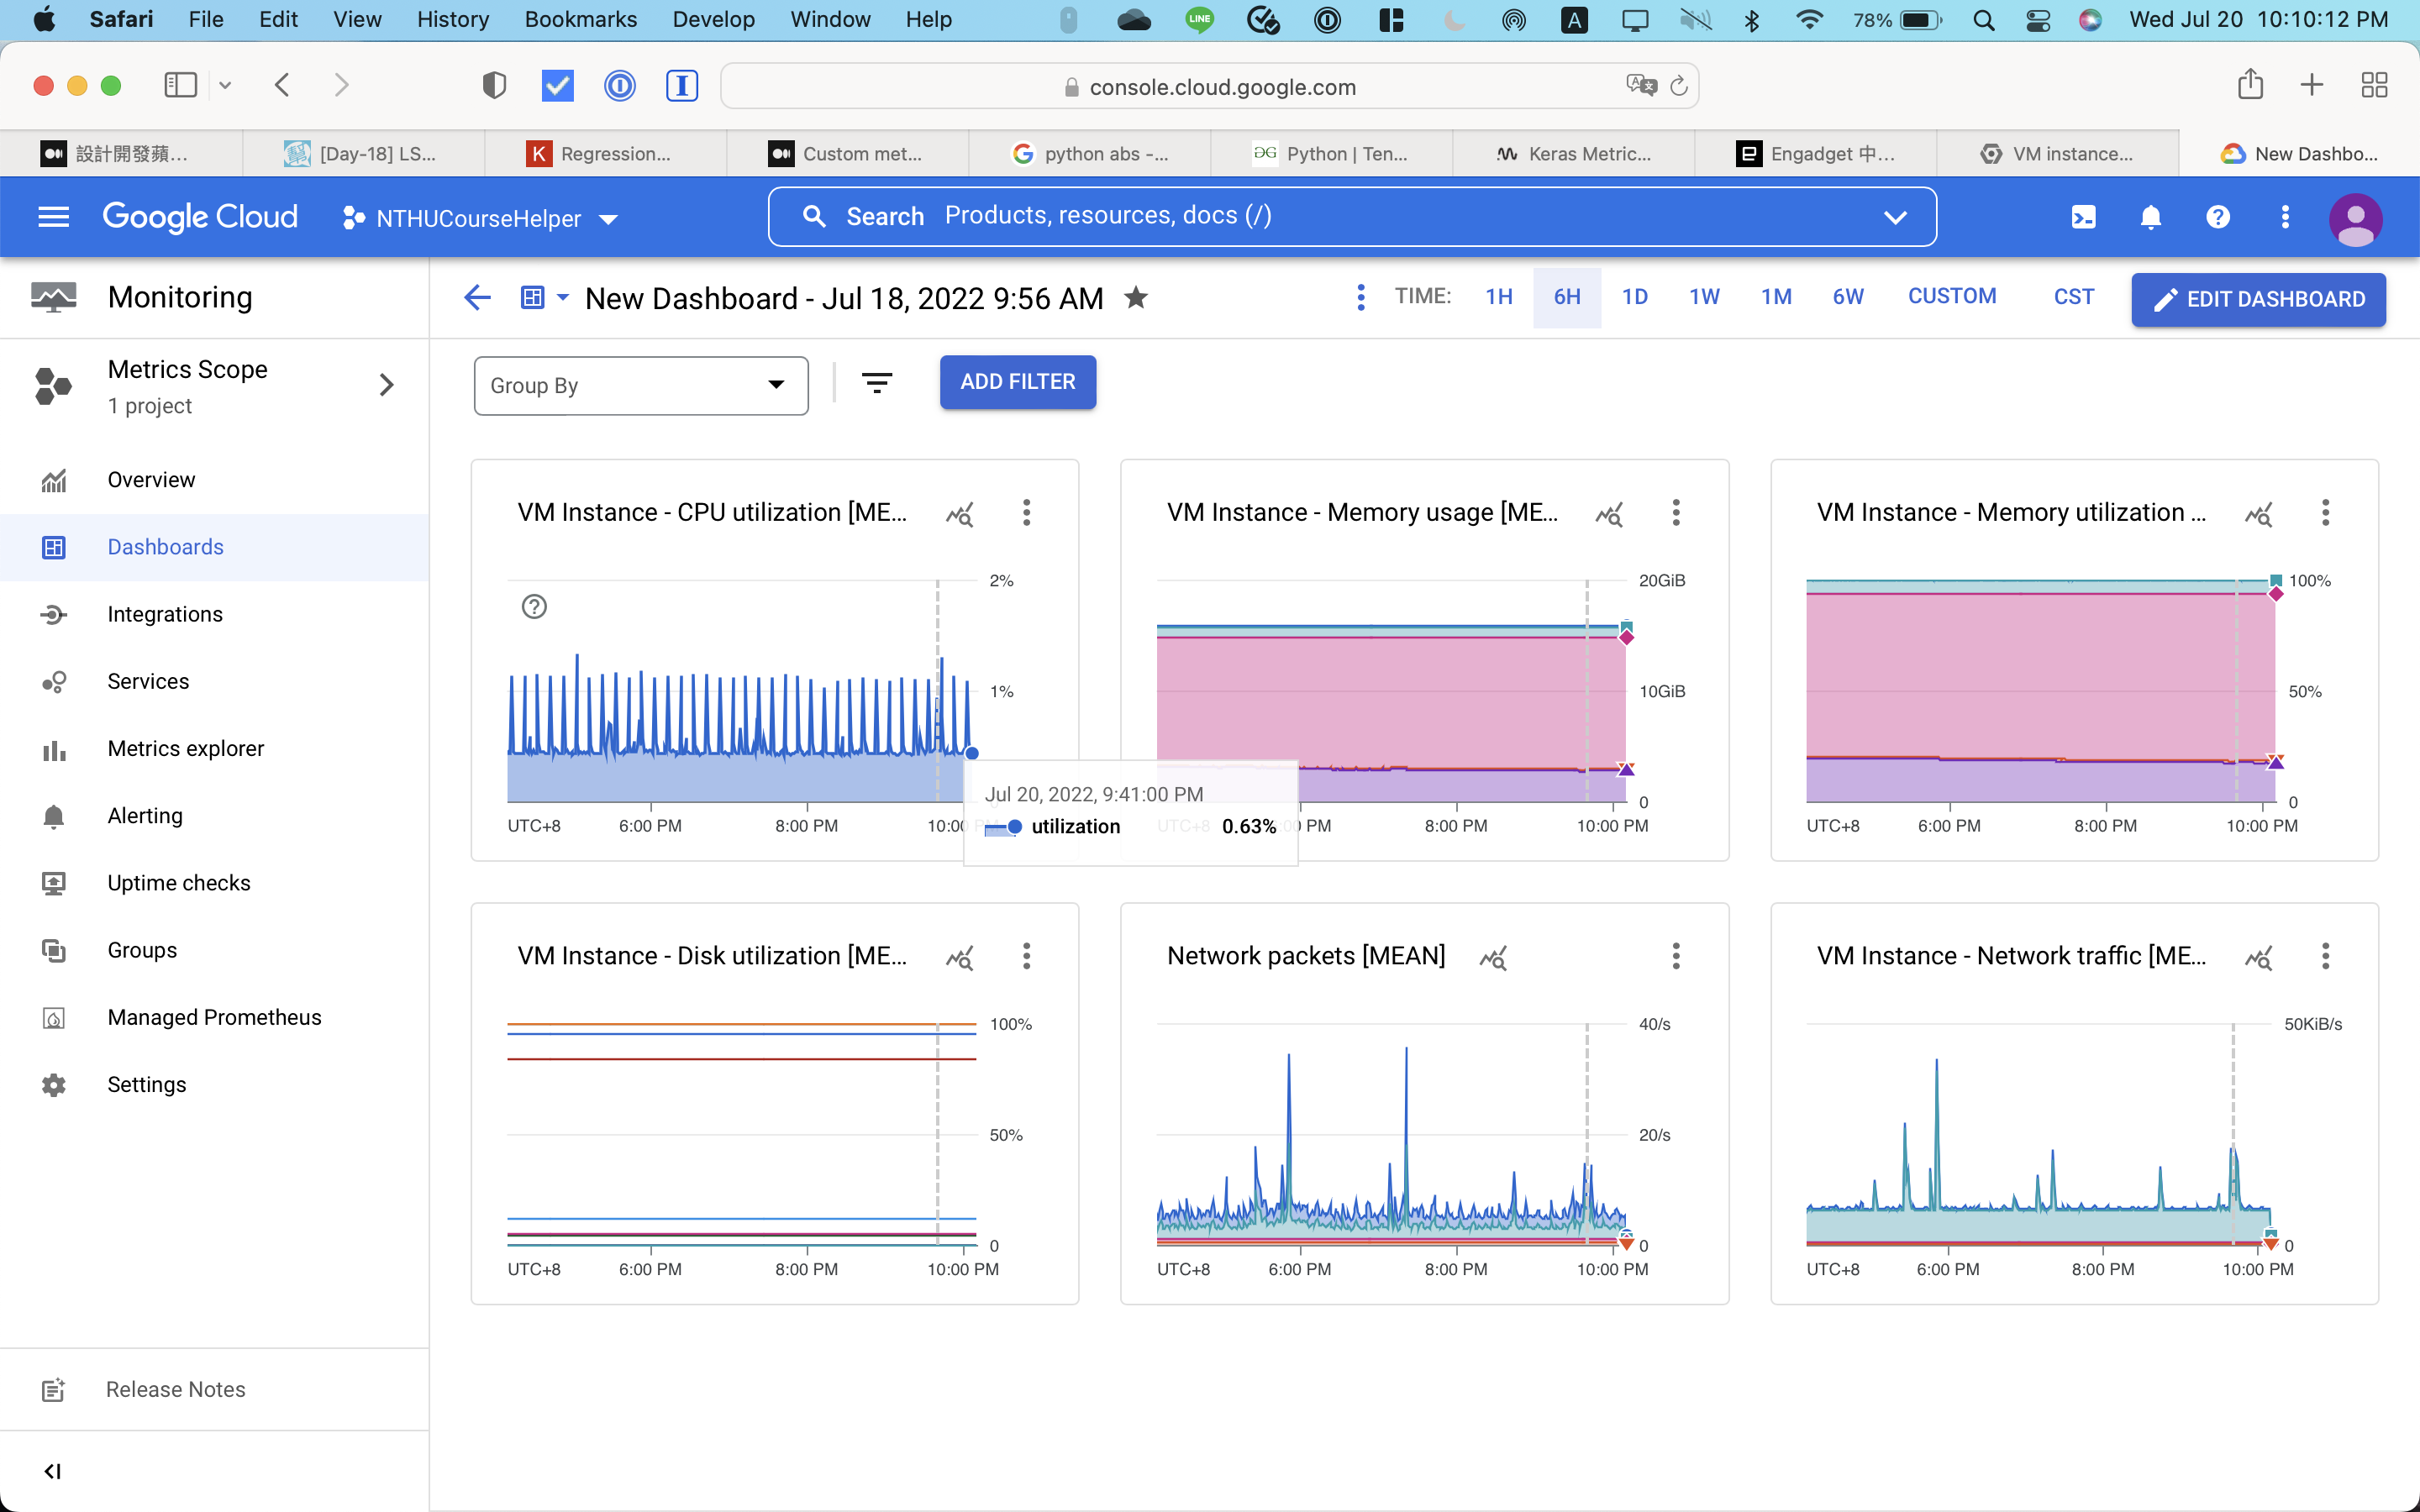 Safari File Edit View History Bookmarks Develop Window Help LINE A 78% Wed Jul 20 10:10:12 PM
console.cloud.google.com
設計開發蘋... [Day-18] LS... K Regression... Custom met... python abs -... Python | Ten... Keras Metric... Engadget 中... VM instance... New Dashbo...
Google Cloud NTHUCourseHelper Search Products, resources, docs (/)
Monitoring
New Dashboard - Jul 18, 2022 9:56 AM TIME: 1H 6H 1D 1W 1M 6W CUSTOM CST EDIT DASHBOARD
Metrics Scope
1 project
Overview
Dashboards
Integrations
Services
Metrics explorer
Alerting
Uptime checks
Groups
Managed Prometheus
Settings
Release Notes
Group By ADD FILTER
VM Instance - CPU utilization [ME...
2%
1%
UTC+8 6:00 PM 8:00 PM 10:00 PM
Jul 20, 2022, 9:41:00 PM
utilization 0.63%
VM Instance - Memory usage [ME...
20GiB
10GiB
0
UTC+8 6:00 PM 8:00 PM 10:00 PM
VM Instance - Memory utilization ...
100%
50%
0
UTC+8 6:00 PM 8:00 PM 10:00 PM
VM Instance - Disk utilization [ME...
100%
50%
0
UTC+8 6:00 PM 8:00 PM 10:00 PM
Network packets [MEAN]
40/s
20/s
0
UTC+8 6:00 PM 8:00 PM 10:00 PM
VM Instance - Network traffic [ME...
50KiB/s
0
UTC+8 6:00 PM 8:00 PM 10:00 PM